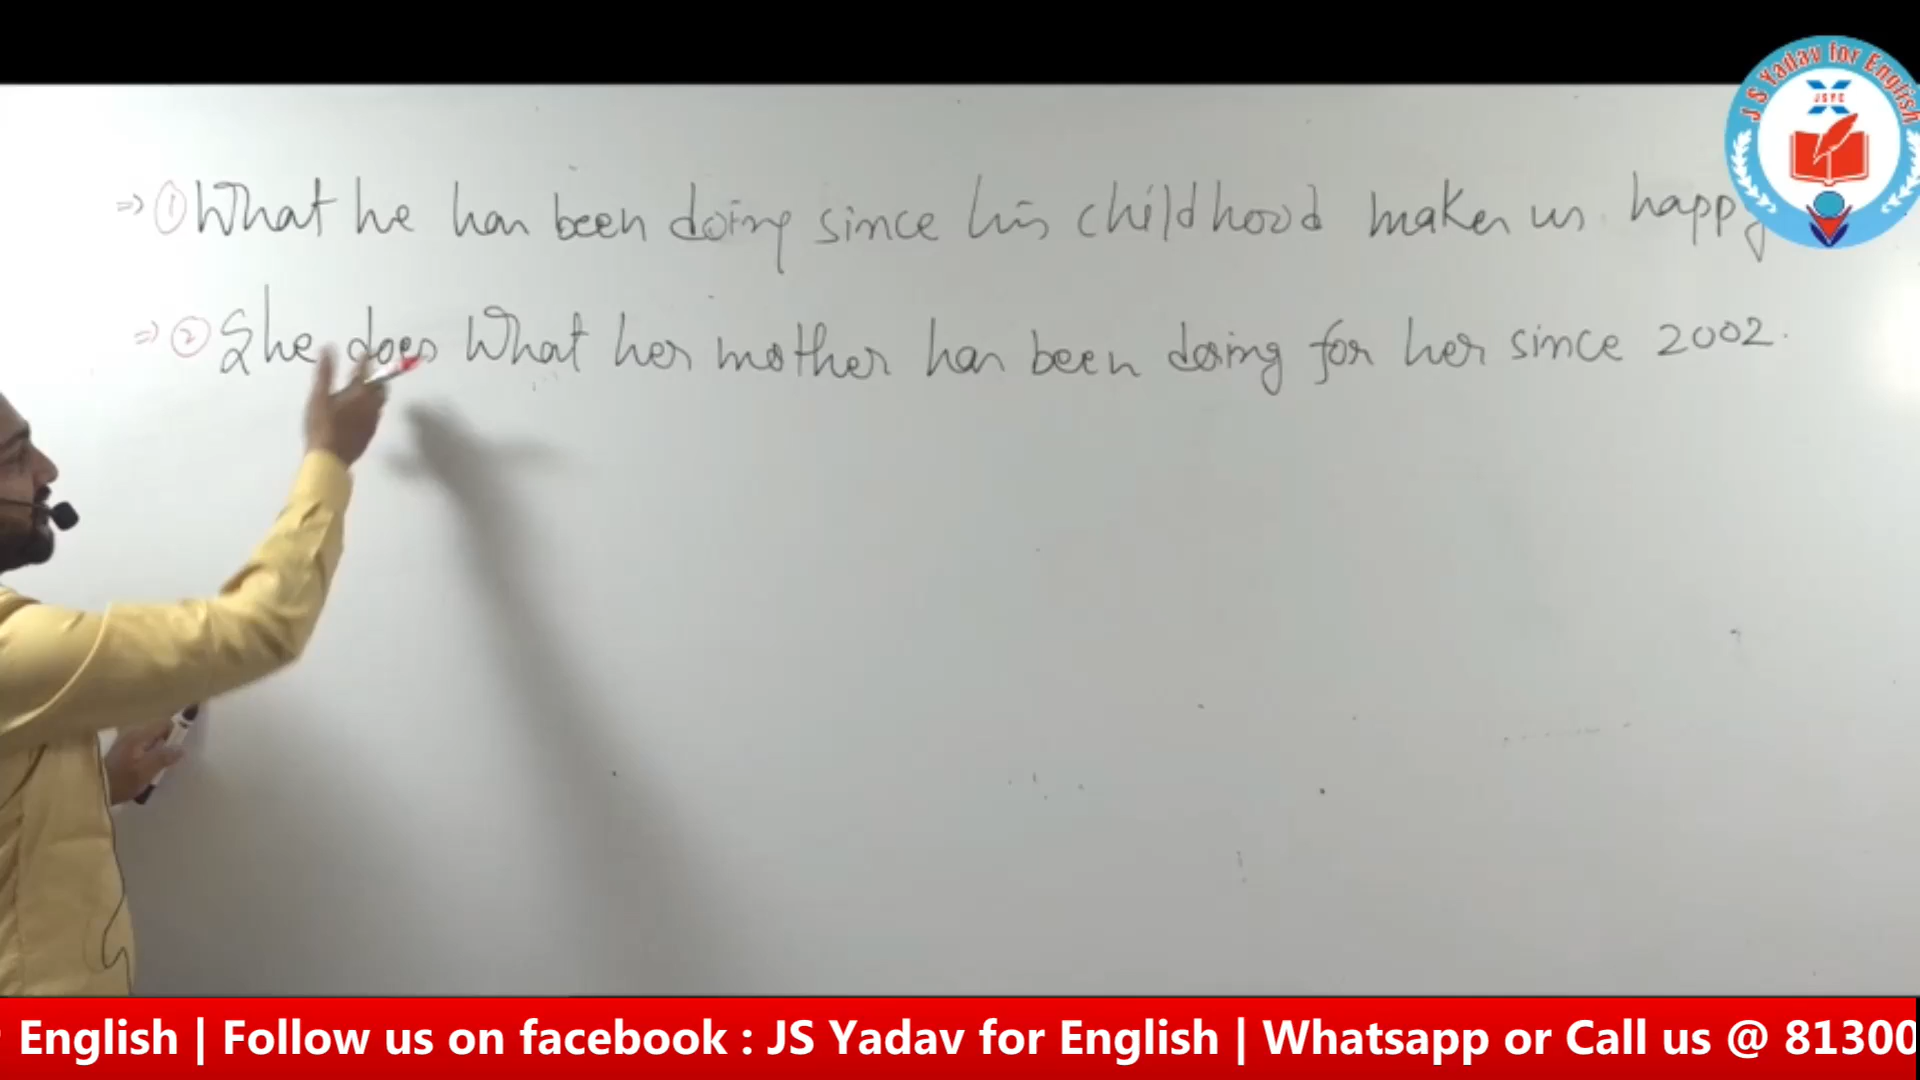 J S Yadav for English
JSYC
⇒ ① What he has been doing since his childhood makes us happy
⇒ ② She does What her mother has been doing for her since 2002.
English | Follow us on facebook : JS Yadav for English | Whatsapp or Call us @ 81300